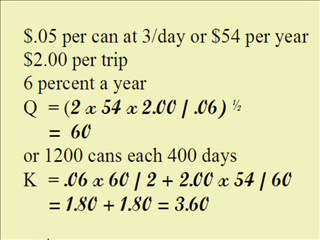 $.05 per can at 3/day or $54 per year
$2.00 per trip
6 percent a year
Q = (2 x 54 x 2.00 / .06) ½
= 60
or 1200 cans each 400 days
K = .06 x 60 / 2 + 2.00 x 54 / 60
= 1.80 + 1.80 = 3.60